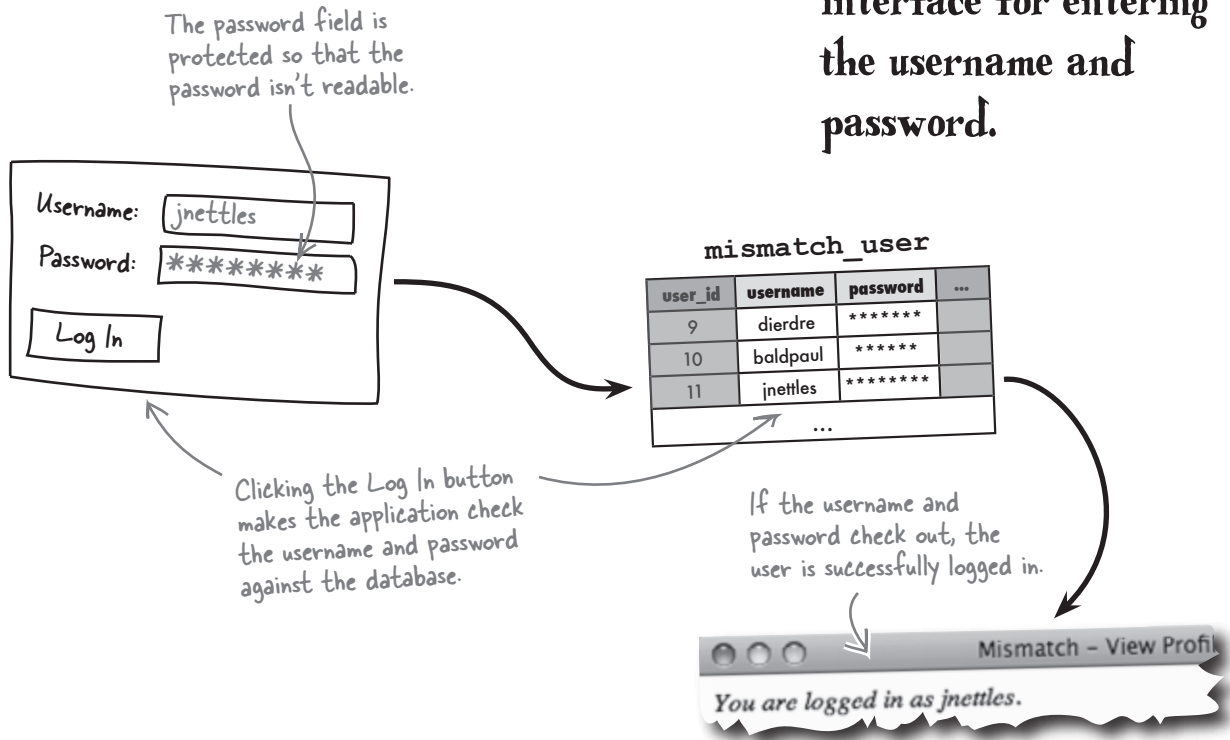 The password field is
protected so that the
password isn't readable.
interface for entering
the username and
password.
Username: jnettles
Password: ********
Log In
mismatch_user
user_id username password ...
9 dierdre *******
10 baldpaul ******
11 jnettles ********
...
Clicking the Log In button
makes the application check
the username and password
against the database.
If the username and
password check out, the
user is successfully logged in.
Mismatch - View Profil
You are logged in as jnettles.